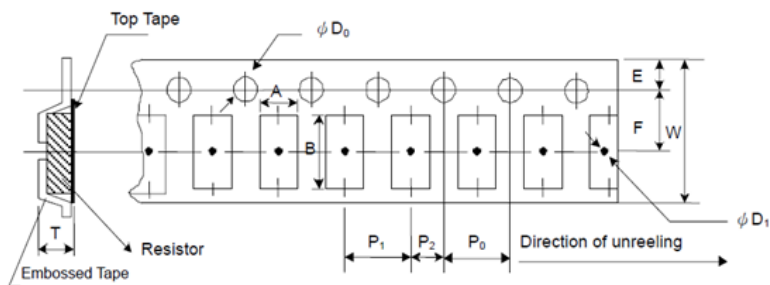 Top Tape
ϕD₀
A
E
B
F
W
T
Resistor
Embossed Tape
P₁
P₂
P₀
Direction of unreeling
ϕD₁